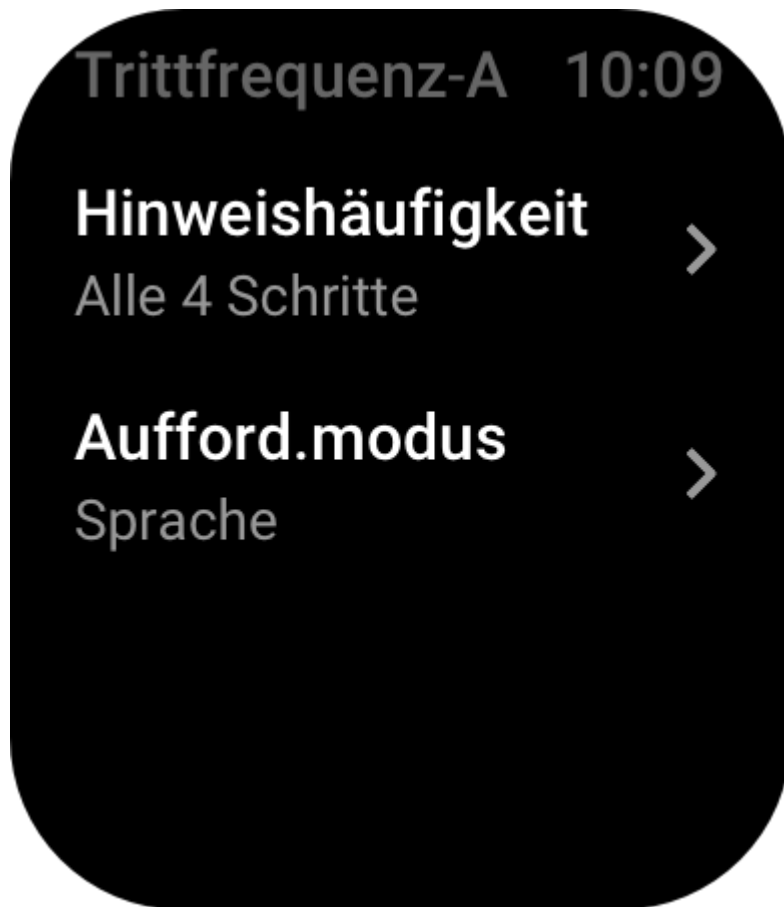 Trittfrequenz-A 10:09
Hinweishäufigkeit
Alle 4 Schritte
Aufford.modus
Sprache